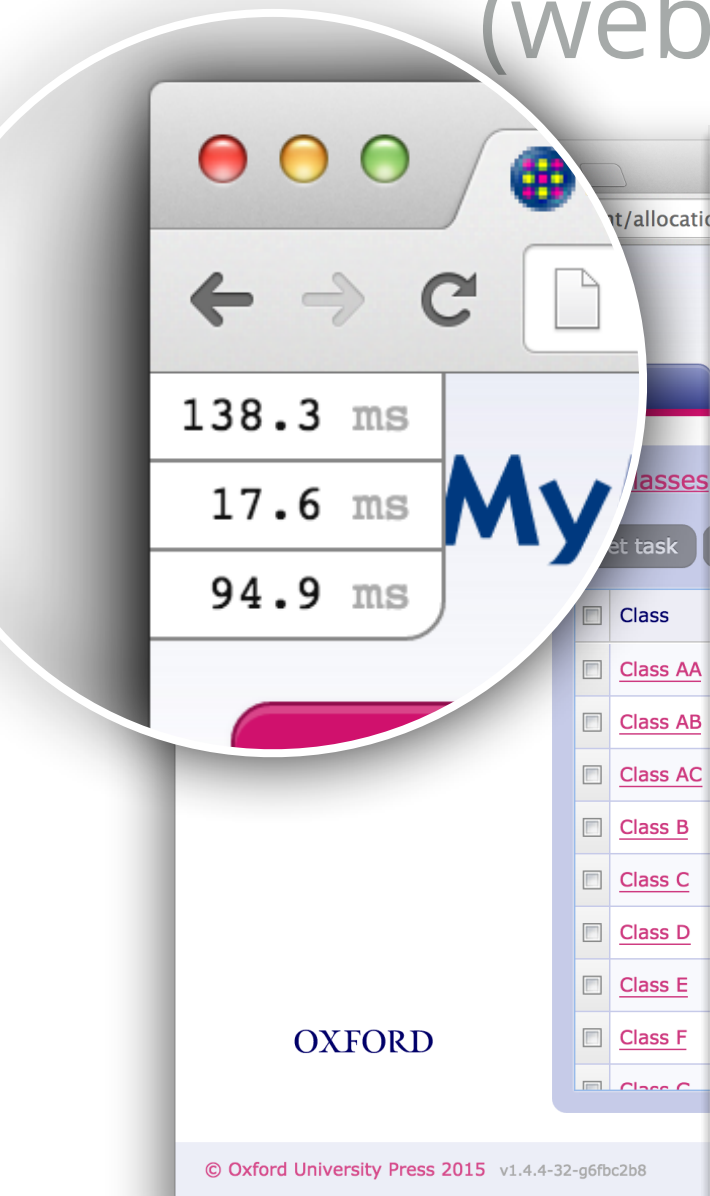 (web
nt/allocatio
138.3 ms
17.6 ms
94.9 ms
My
lasses
et task
Class
Class AA
Class AB
Class AC
Class B
Class C
Class D
Class E
Class F
Class G
OXFORD
© Oxford University Press 2015 v1.4.4-32-g6fbc2b8